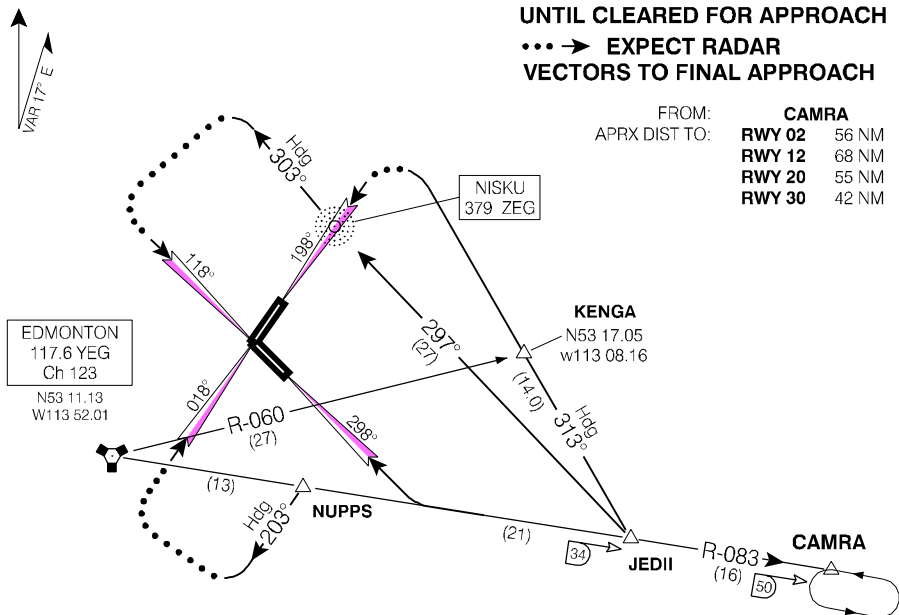 UNTIL CLEARED FOR APPROACH
EXPECT RADAR
VECTORS TO FINAL APPROACH
VAR 17° E
FROM: CAMRA
APRX DIST TO: RWY 02 56 NM
RWY 12 68 NM
RWY 20 55 NM
RWY 30 42 NM
Hdg
303°
NISKU
379 ZEG
198°
118°
KENGA
N53 17.05
w113 08.16
EDMONTON
117.6 YEG
Ch 123
N53 11.13
W113 52.01
297°
(27)
(14.0)
Hdg
313°
018°
R-060
(27)
298°
(13)
NUPPS
Hdg
203°
(21)
34
JEDII
R-083
(16)
CAMRA
50